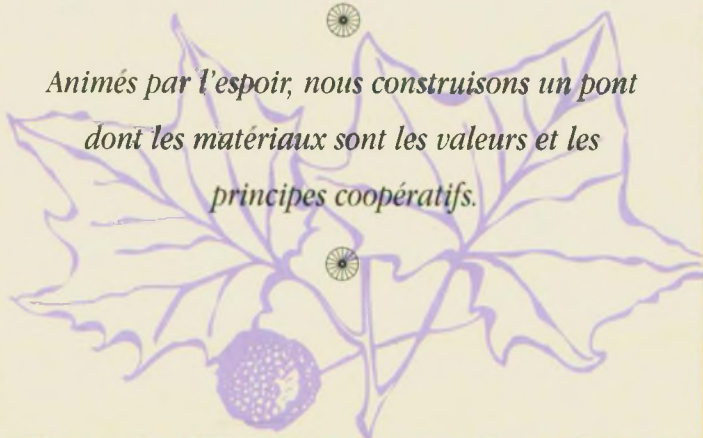 Animés par l'espoir, nous construisons un pont
dont les matériaux sont les valeurs et les
principes coopératifs.